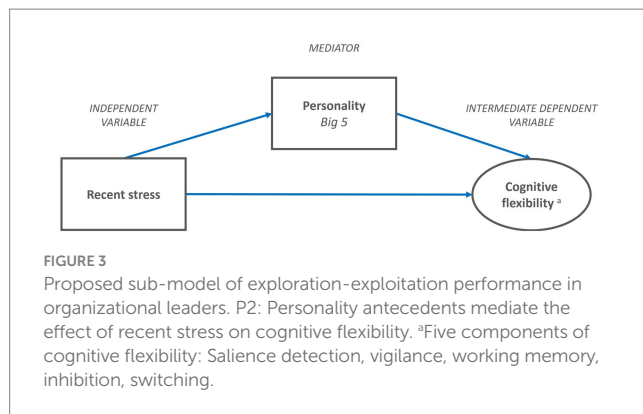 MEDIATOR
INDEPENDENT
VARIABLE
Personality
Big 5
INTERMEDIATE DEPENDENT
VARIABLE
Recent stress
Cognitive
flexibility ᵃ
FIGURE 3
Proposed sub-model of exploration-exploitation performance in
organizational leaders. P2: Personality antecedents mediate the
effect of recent stress on cognitive flexibility. ᵃFive components of
cognitive flexibility: Salience detection, vigilance, working memory,
inhibition, switching.